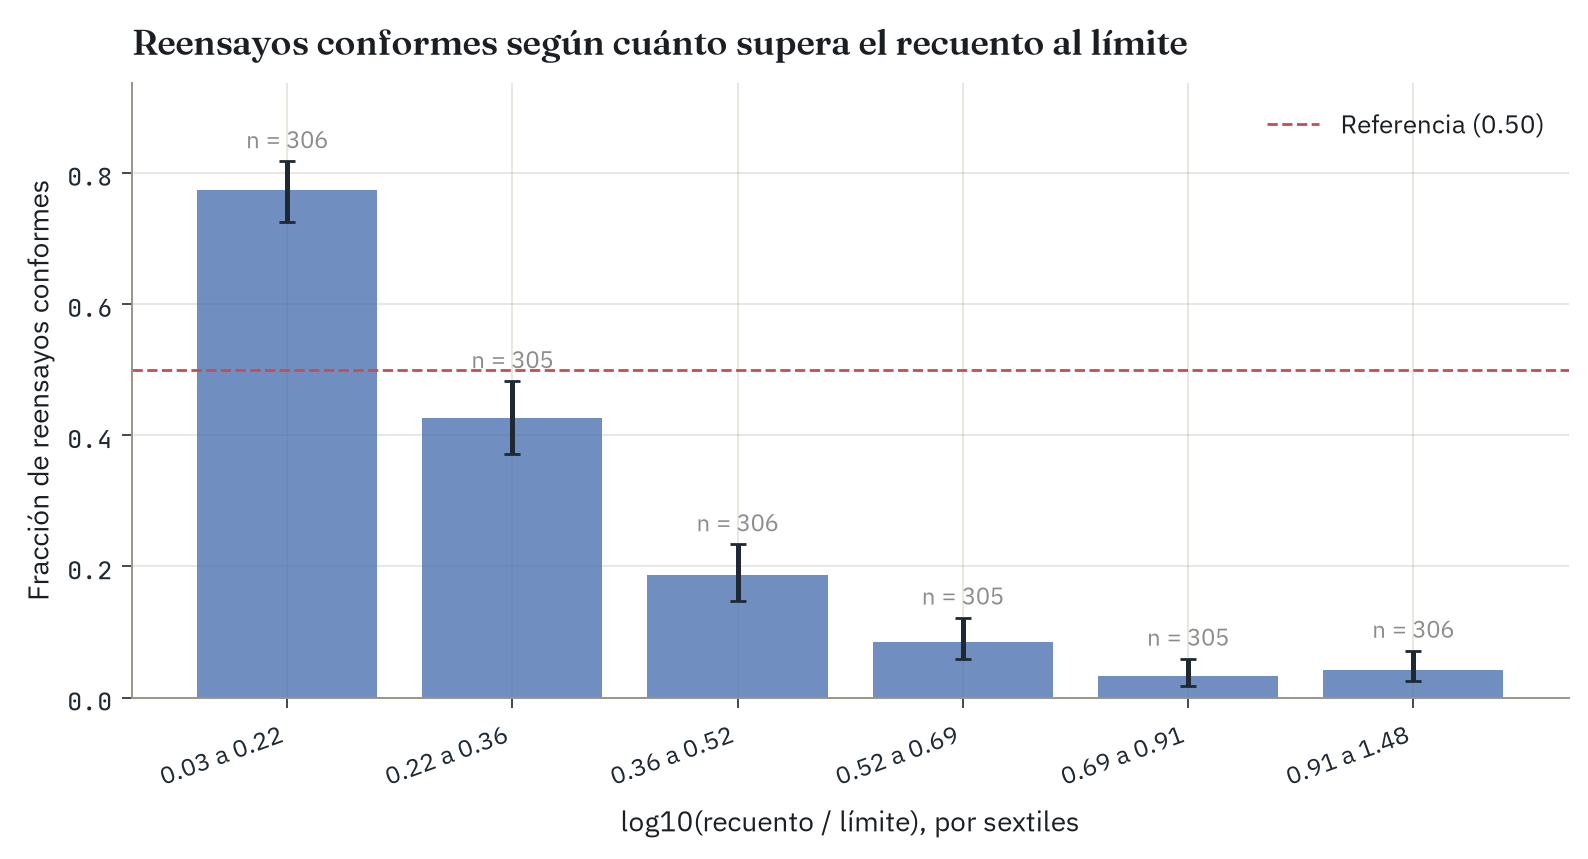 Reensayos conformes según cuánto supera el recuento al límite
Referencia (0.50)
Fracción de reensayos conformes
0.8
0.6
0.4
0.2
0.0
n = 306
n = 305
n = 306
n = 305
n = 305
n = 306
0.03 a 0.22
0.22 a 0.36
0.36 a 0.52
0.52 a 0.69
0.69 a 0.91
0.91 a 1.48
log10(recuento / límite), por sextiles